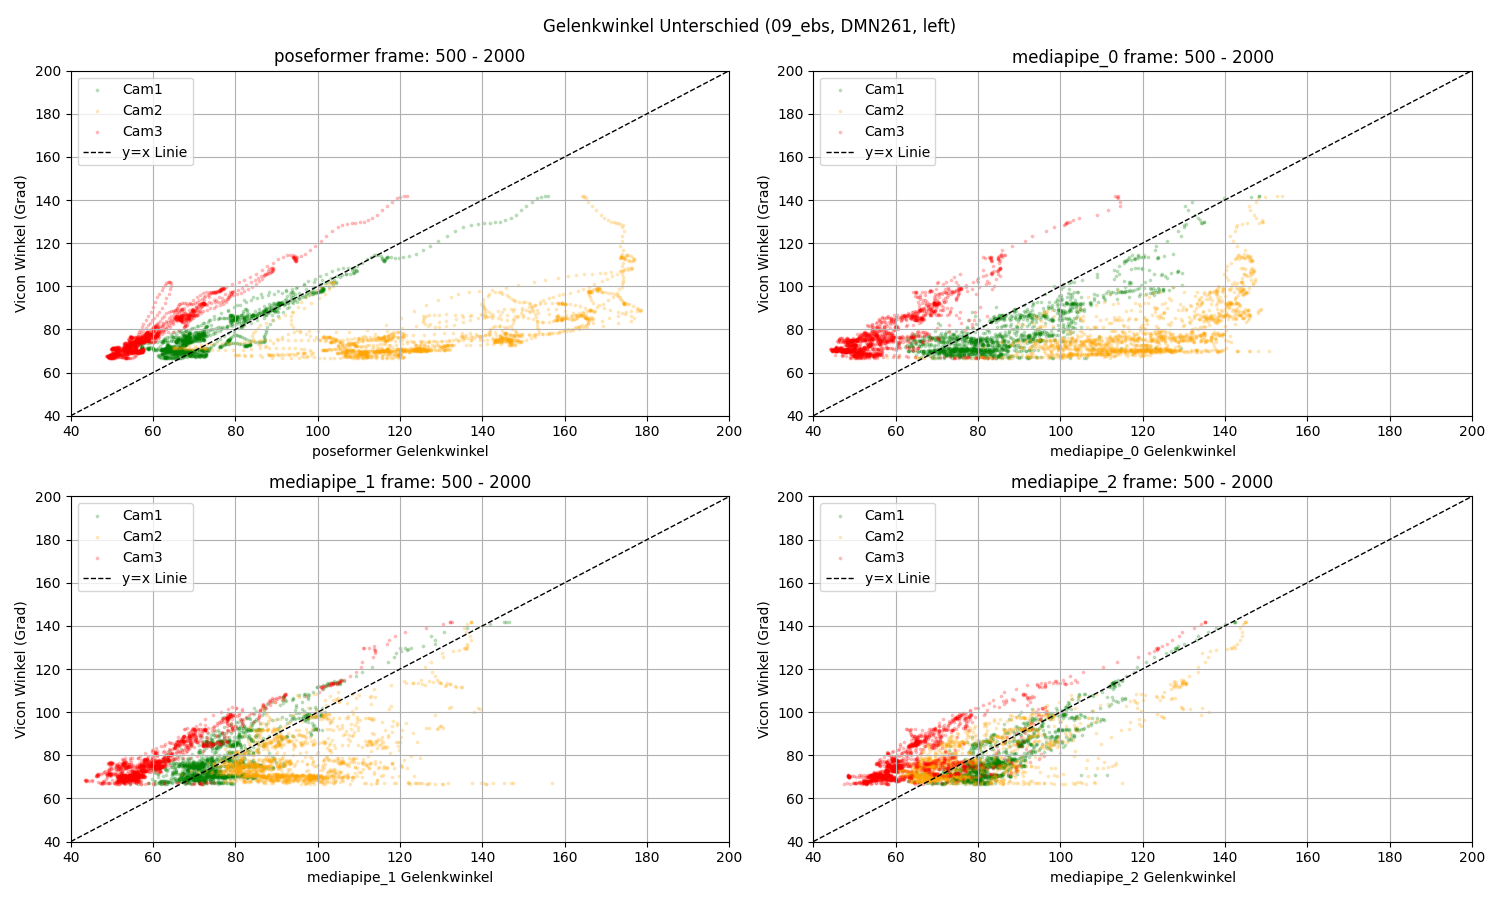 Gelenkwinkel Unterschied (09_ebs, DMN261, left)
poseformer frame: 500 - 2000
Vicon Winkel (Grad)
200
180
160
140
120
100
80
60
40
Cam1
Cam2
Cam3
y=x Linie
40 60 80 100 120 140 160 180 200
poseformer Gelenkwinkel
mediapipe_0 frame: 500 - 2000
Vicon Winkel (Grad)
200
180
160
140
120
100
80
60
40
Cam1
Cam2
Cam3
y=x Linie
40 60 80 100 120 140 160 180 200
mediapipe_0 Gelenkwinkel
mediapipe_1 frame: 500 - 2000
Vicon Winkel (Grad)
200
180
160
140
120
100
80
60
40
Cam1
Cam2
Cam3
y=x Linie
40 60 80 100 120 140 160 180 200
mediapipe_1 Gelenkwinkel
mediapipe_2 frame: 500 - 2000
Vicon Winkel (Grad)
200
180
160
140
120
100
80
60
40
Cam1
Cam2
Cam3
y=x Linie
40 60 80 100 120 140 160 180 200
mediapipe_2 Gelenkwinkel